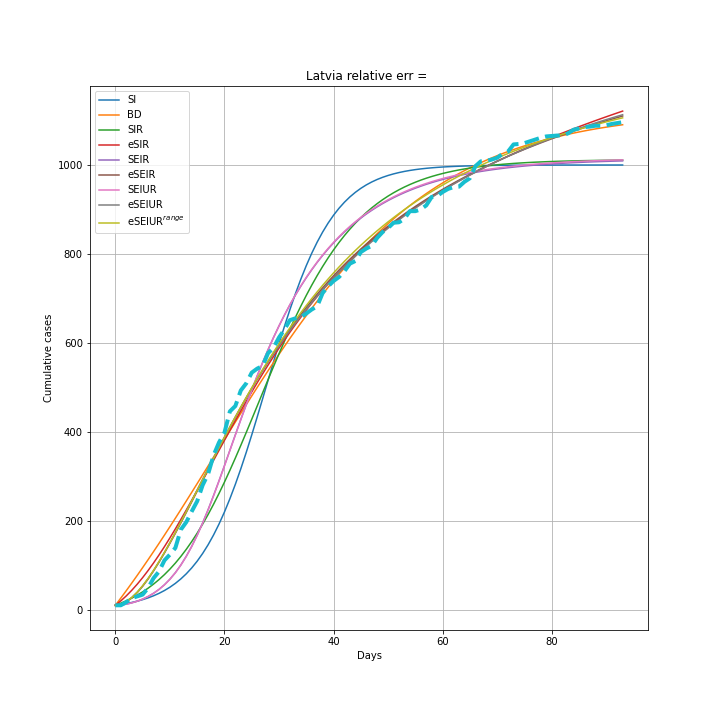 Latvia relative err =
SI
BD
SIR
eSIR
SEIR
eSEIR
SEIUR
eSEIUR
eSEIUR^range
1000
800
600
400
200
0
Cumulative cases
0 20 40 60 80
Days